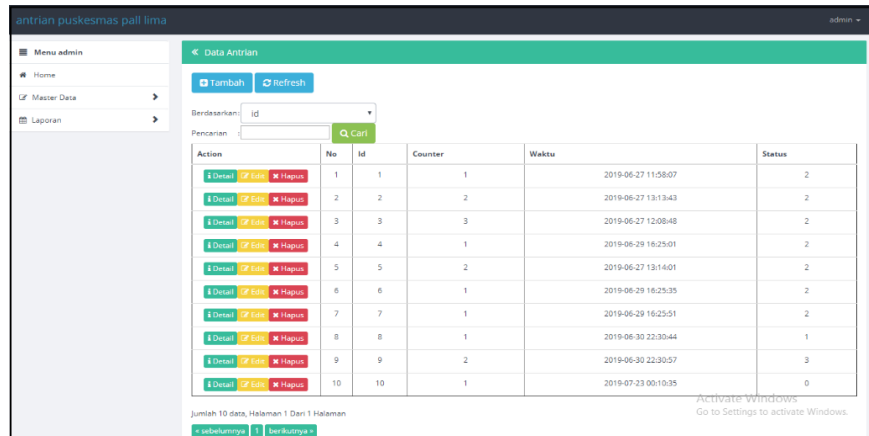 antrian puskesmas pall lima admin
Menu admin
Home
Master Data
Laporan
« Data Antrian
Tambah Refresh
Berdasarkan: id
Pencarian : Cari
Action No Id Counter Waktu Status
Detail Edit Hapus 1 1 1 2019-06-27 11:58:07 2
Detail Edit Hapus 2 2 2 2019-06-27 13:13:43 2
Detail Edit Hapus 3 3 3 2019-06-27 12:08:48 2
Detail Edit Hapus 4 4 1 2019-06-29 16:25:01 2
Detail Edit Hapus 5 5 2 2019-06-27 13:14:01 2
Detail Edit Hapus 6 6 1 2019-06-29 16:25:35 2
Detail Edit Hapus 7 7 1 2019-06-29 16:25:51 2
Detail Edit Hapus 8 8 1 2019-06-30 22:30:44 1
Detail Edit Hapus 9 9 2 2019-06-30 22:30:57 3
Detail Edit Hapus 10 10 1 2019-07-23 00:10:35 0
Activate Windows
Go to Settings to activate Windows.
Jumlah 10 data, Halaman 1 Dari 1 Halaman
« sebelumnya 1 berikutnya »